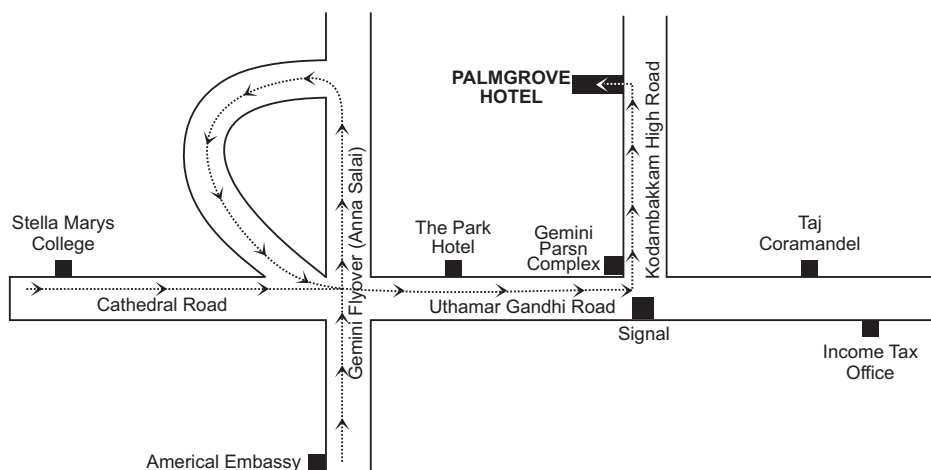 PALMGROVE
HOTEL
Kodambakkam High Road
Gemini Flyover (Anna Salai)
Stella Marys
College
The Park
Hotel
Gemini
Parsn
Complex
Taj
Coramandel
Cathedral Road
Uthamar Gandhi Road
Signal
Income Tax
Office
Americal Embassy